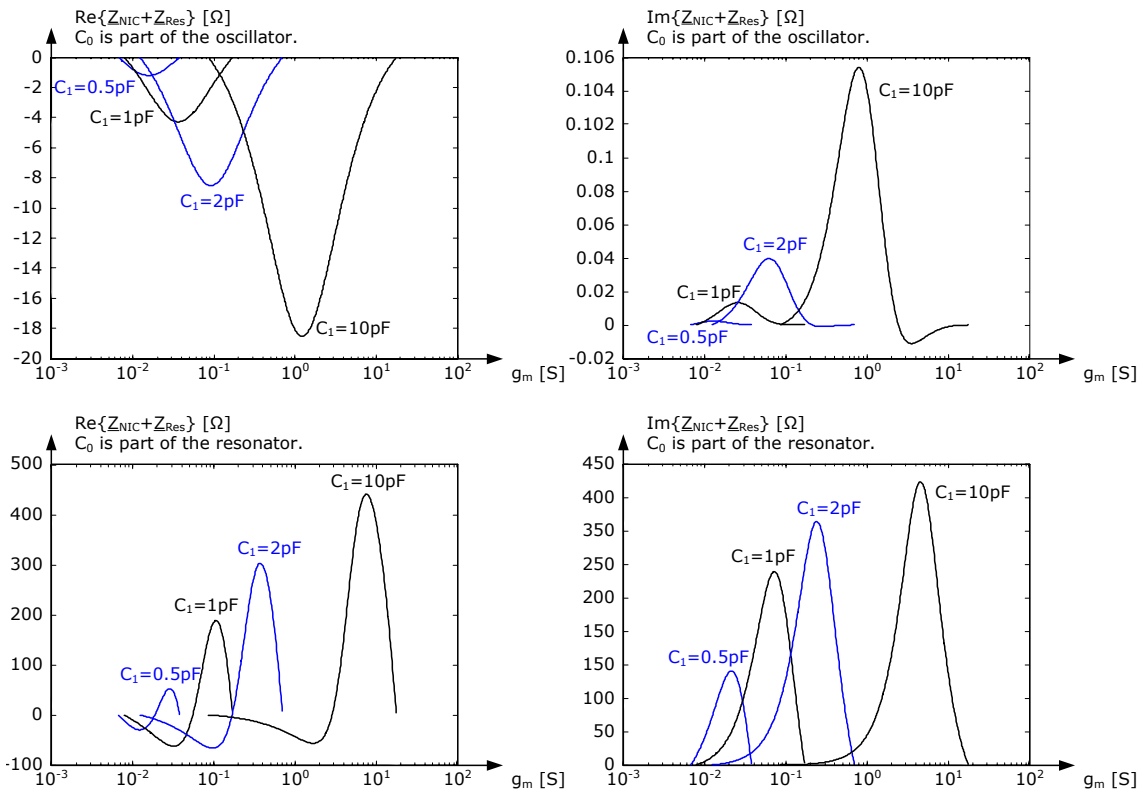 Re{Z_NIC+Z_Res} [Ω]
C₀ is part of the oscillator.
0
-2
-4
-6
-8
-10
-12
-14
-16
-18
-20
C₁=0.5pF
C₁=1pF
C₁=2pF
C₁=10pF
10⁻³ 10⁻² 10⁻¹ 10⁰ 10¹ 10² gₘ [S]
Im{Z_NIC+Z_Res} [Ω]
C₀ is part of the oscillator.
0.106
0.104
0.102
0.1
0.08
0.06
0.04
0.02
0
-0.02
C₁=10pF
C₁=2pF
C₁=1pF
C₁=0.5pF
10⁻³ 10⁻² 10⁻¹ 10⁰ 10¹ 10² gₘ [S]
Re{Z_NIC+Z_Res} [Ω]
C₀ is part of the resonator.
500
400
300
200
100
0
-100
C₁=10pF
C₁=2pF
C₁=1pF
C₁=0.5pF
10⁻³ 10⁻² 10⁻¹ 10⁰ 10¹ 10² gₘ [S]
Im{Z_NIC+Z_Res} [Ω]
C₀ is part of the resonator.
450
400
350
300
250
200
150
100
50
0
C₁=10pF
C₁=2pF
C₁=1pF
C₁=0.5pF
10⁻³ 10⁻² 10⁻¹ 10⁰ 10¹ 10² gₘ [S]